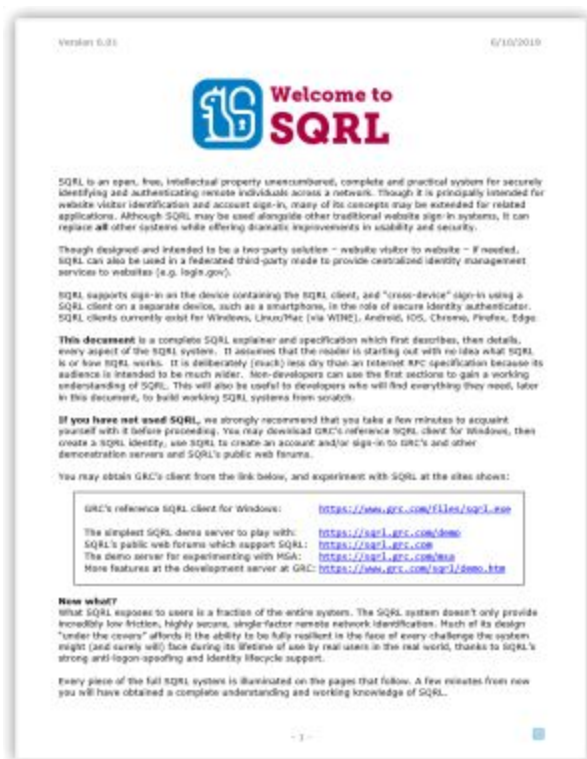 Version 0.01 6/10/2019
Welcome to
SQRL
SQRL is an open, free, intellectual property unencumbered, complete and practical system for securely
identifying and authenticating remote individuals across a network. Though it is principally intended for
website visitor identification and account sign-in, many of its concepts may be extended for related
applications. Although SQRL may be used alongside other traditional website sign-in systems, it can
replace all other systems while offering dramatic improvements in usability and security.
Though designed and intended to be a two-party solution – website visitor to website – if needed,
SQRL can also be used in a federated third-party mode to provide centralized identity management
services to websites (e.g. login.gov).
SQRL supports sign-in on the device containing the SQRL client, and "cross-device" sign-in using a
SQRL client on a separate device, such as a smartphone, in the role of secure identity authenticator.
SQRL clients currently exist for Windows, Linux/Mac (via WINE), Android, iOS, Chrome, Firefox, Edge.
This document is a complete SQRL explainer and specification which first describes, then details,
every aspect of the SQRL system. It assumes that the reader is starting out with no idea what SQRL
is or how SQRL works. It is deliberately (much) less dry than an Internet RFC specification because its
audience is intended to be much wider. Non-developers can use the first sections to gain a working
understanding of SQRL. This will also be useful to developers who will find everything they need, later
in this document, to build working SQRL systems from scratch.
If you have not used SQRL, we strongly recommend that you take a few minutes to acquaint
yourself with it before proceeding. You may download GRC's reference SQRL client for Windows, then
create a SQRL identity, use SQRL to create an account and/or sign-in to GRC's and other
demonstration servers and SQRL's public web forums.
You may obtain GRC's client from the link below, and experiment with SQRL at the sites shown:
GRC's reference SQRL client for Windows: https://www.grc.com/files/sqrl.exe
The simplest SQRL demo server to play with: https://sqrl.grc.com/demo
SQRL's public web forums which support SQRL: https://sqrl.grc.com
The demo server for experimenting with MSA: https://sqrl.grc.com/msa
More features at the development server at GRC: https://www.grc.com/sqrl/demo.htm
Now what?
What SQRL exposes to users is a fraction of the entire system. The SQRL system doesn't only provide
incredibly low friction, highly secure, single-factor remote network identification. Much of its design
"under the covers" affords it the ability to be fully resilient in the face of every challenge the system
might (and surely will) face during its lifetime of use by real users in the real world, thanks to SQRL's
strong anti-logon-spoofing and identity lifecycle support.
Every piece of the full SQRL system is illuminated on the pages that follow. A few minutes from now
you will have obtained a complete understanding and working knowledge of SQRL.
- 1 -